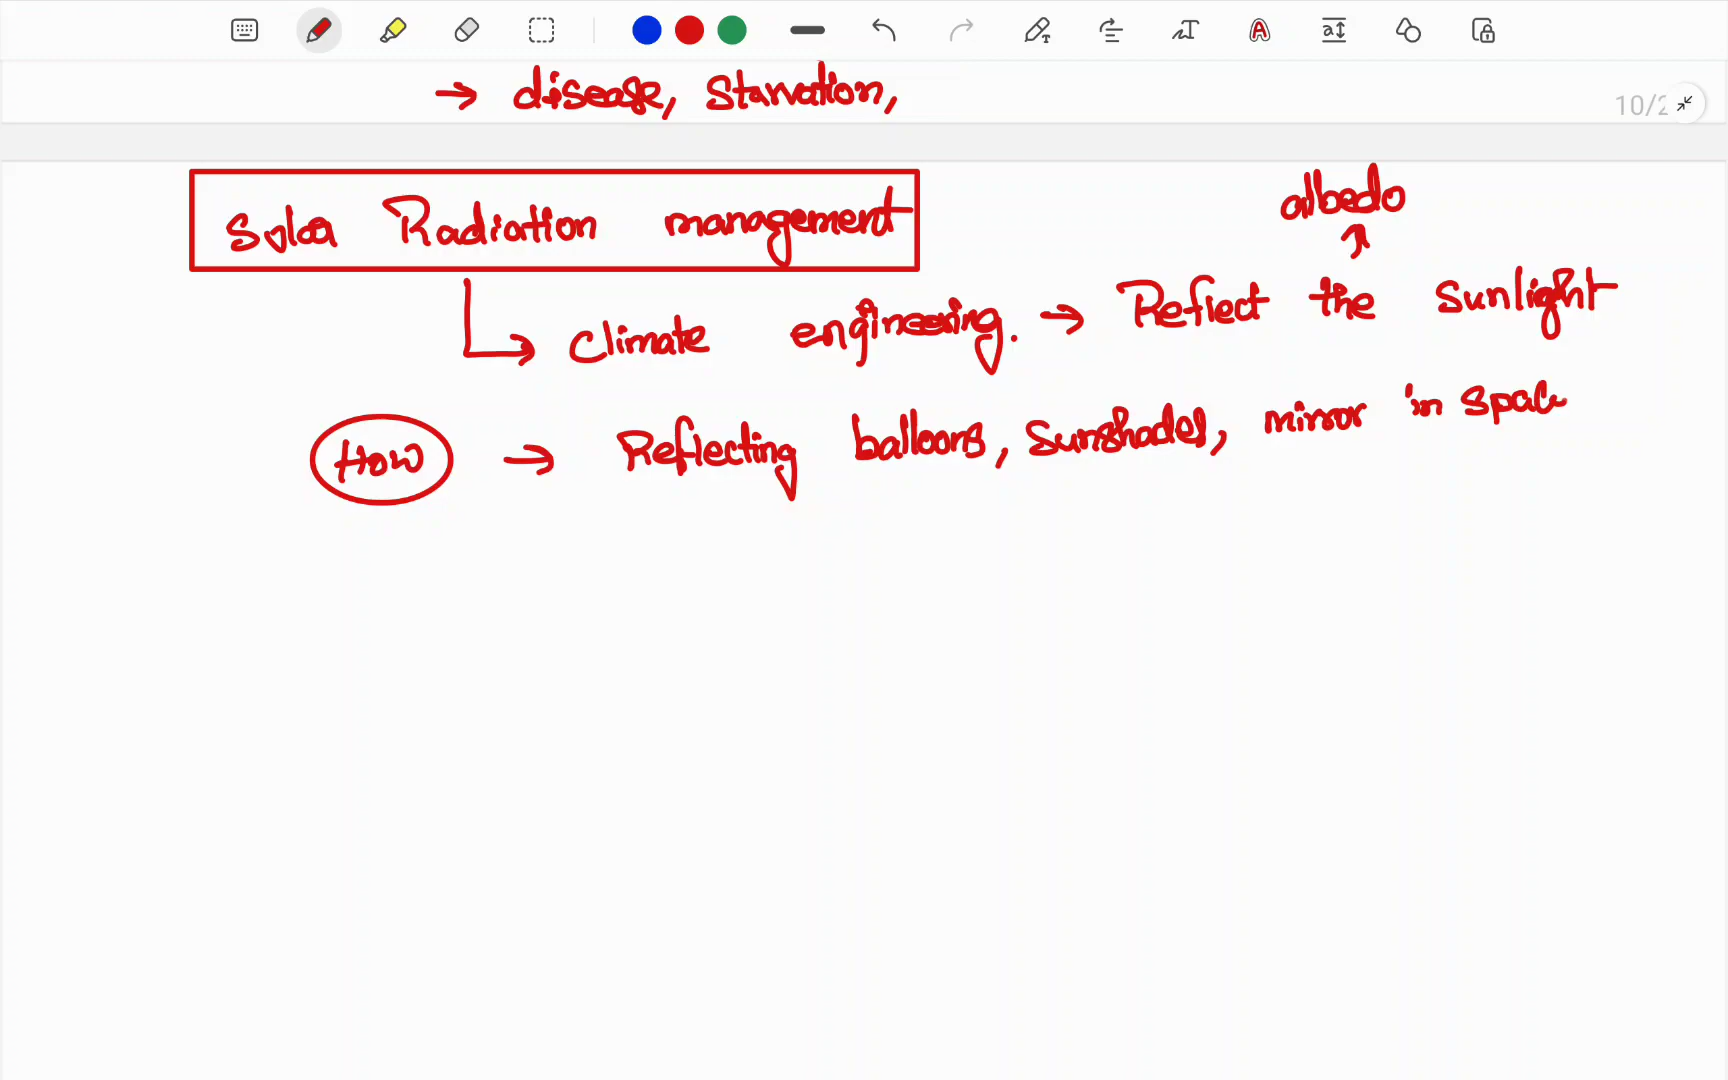 → disease, Starvation,
10/2
Solar Radiation management
albedo
↑
→ Climate engineering. → Reflect the Sunlight
How → Reflecting balloons, Sunshades, mirror in space